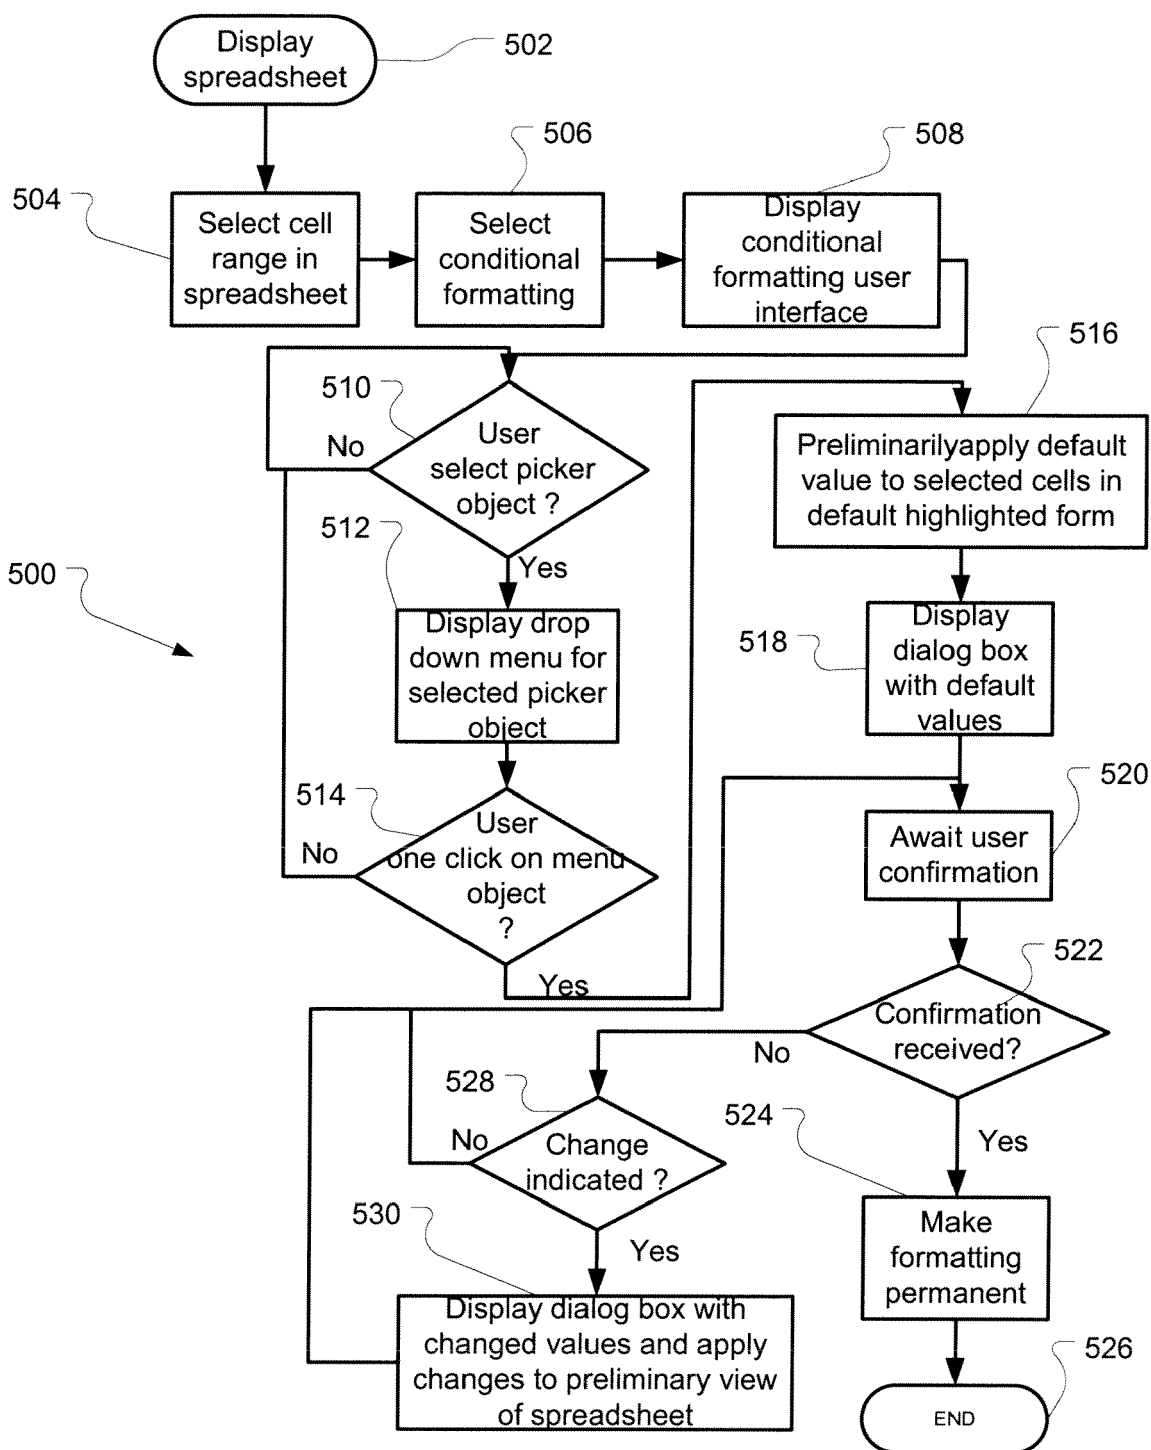 Display
spreadsheet
502
504
Select cell
range in
spreadsheet
506
Select
conditional
formatting
508
Display
conditional
formatting user
interface
510
User
select picker
object ?
No
Yes
512
Display drop
down menu for
selected picker
object
500
514
User
one click on menu
object
?
No
Yes
516
Preliminarilyapply default
value to selected cells in
default highlighted form
518
Display
dialog box
with default
values
520
Await user
confirmation
522
Confirmation
received?
No
Yes
524
Make
formatting
permanent
526
END
528
Change
indicated ?
No
Yes
530
Display dialog box with
changed values and apply
changes to preliminary view
of spreadsheet